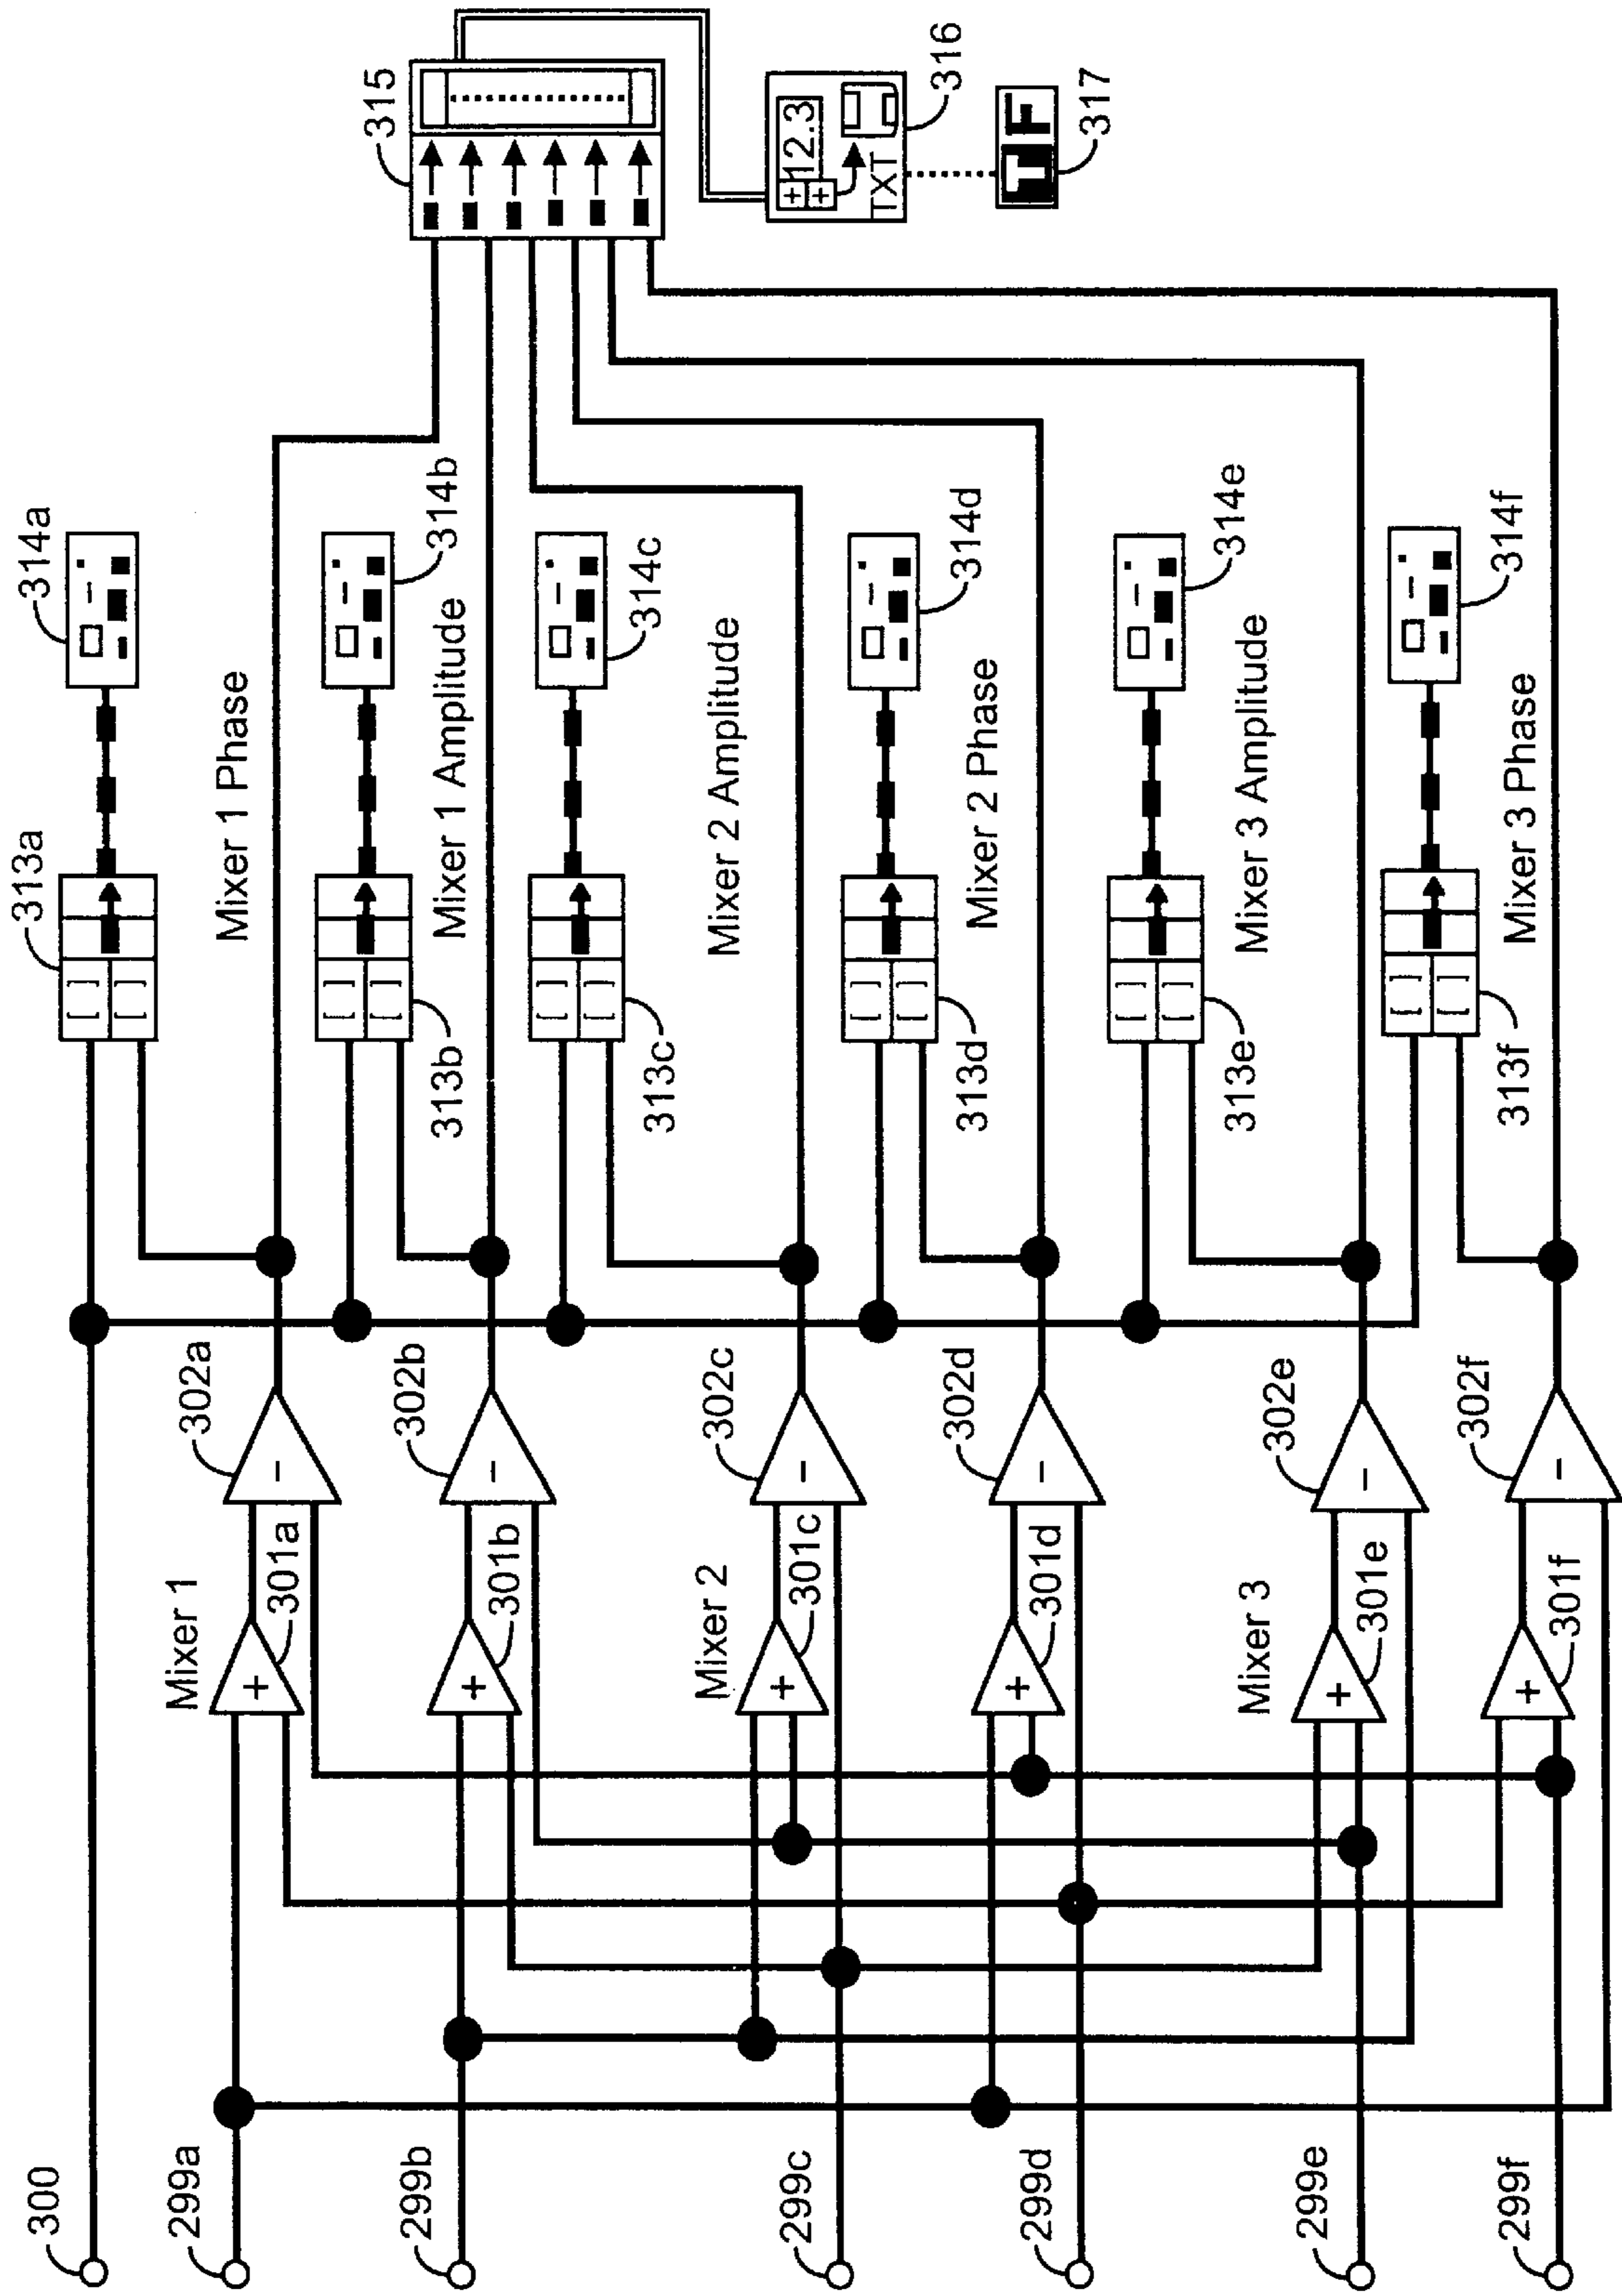 300
299a
299b
299c
299d
299e
299f
Mixer 1
301a
302a
301b
302b
Mixer 2
301c
302c
301d
302d
Mixer 3
301e
302e
301f
302f
+
+
+
+
+
+
-
-
-
-
-
-
313a
[ ]
[ ]
314a
Mixer 1 Phase
313b
[ ]
[ ]
314b
Mixer 1 Amplitude
313c
[ ]
[ ]
314c
Mixer 2 Amplitude
313d
[ ]
[ ]
314d
Mixer 2 Phase
313e
[ ]
[ ]
314e
Mixer 3 Amplitude
313f
[ ]
[ ]
314f
Mixer 3 Phase
315
+
+
12.3
TXT
316
T F
317